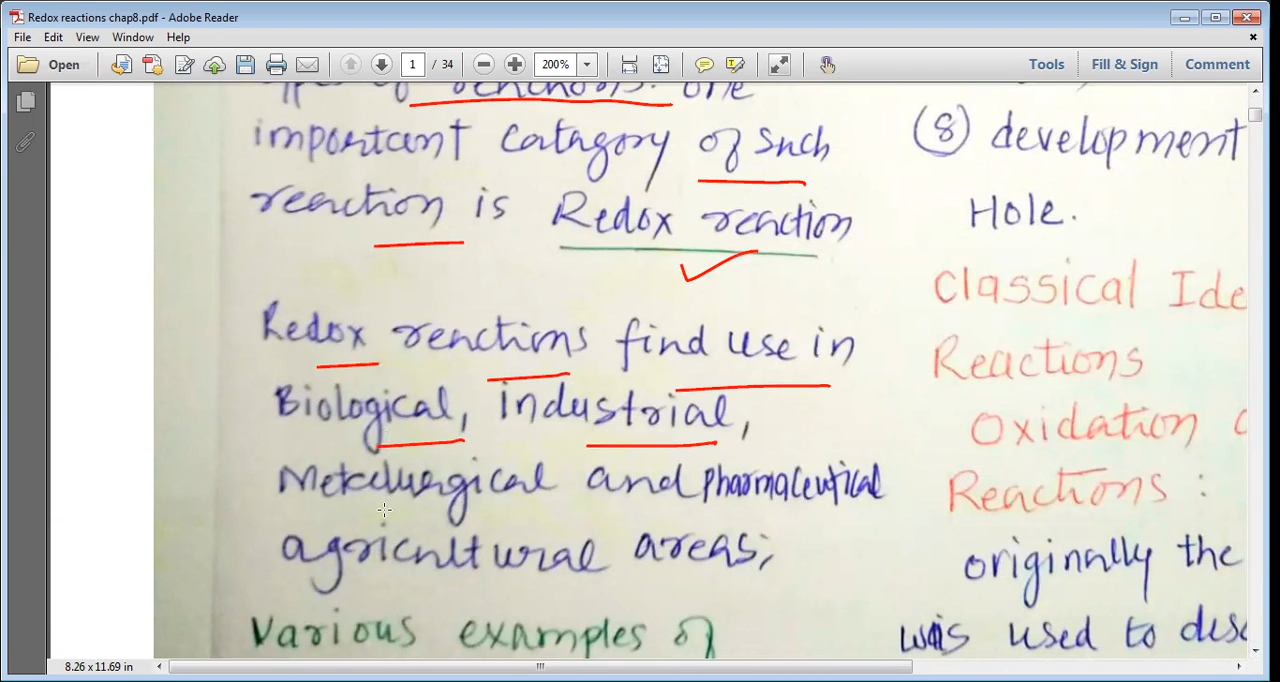 Redox reactions chap8.pdf - Adobe Reader
File Edit View Window Help
Open 1 / 34 200% Tools Fill & Sign Comment
important Catagory of Such
reaction is Redox reaction
Redox reactions find use in
Biological, industrial,
Metallurgical and pharmaceutical
agricultural areas;
Various examples of
(8) development
Hole.
Classical Ide
Reactions
Oxidation
Reactions :
originally the
was used to desc
8.26 x 11.69 in